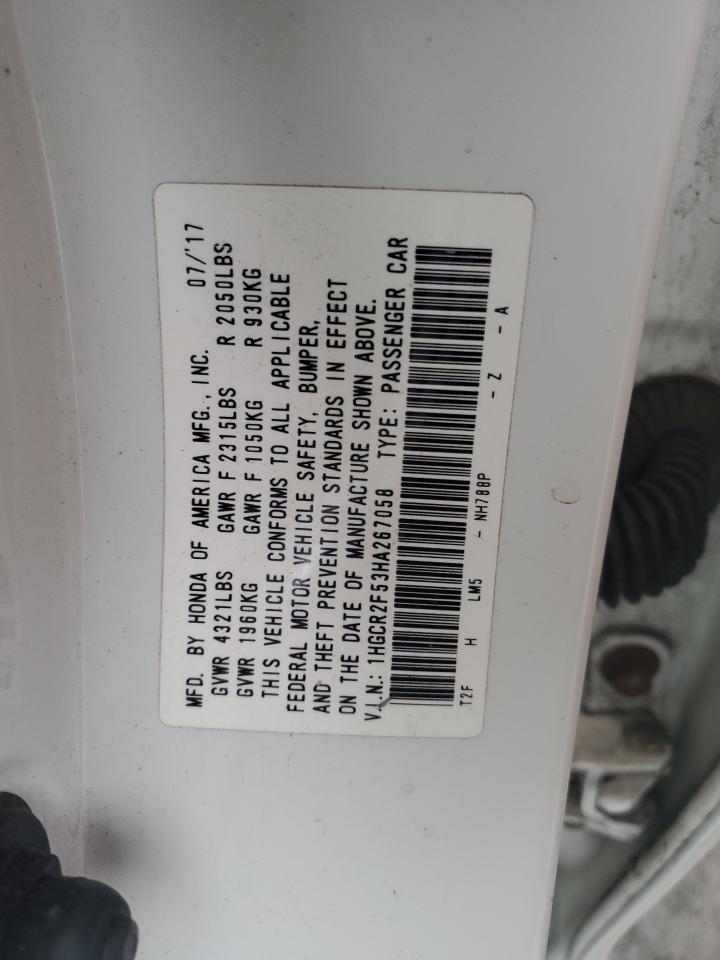 MFD. BY HONDA OF AMERICA MFG., INC. 07/'17
GVWR 4321LBS GAWR F 2315LBS R 2050LBS
GVWR 1960KG GAWR F 1050KG R 930KG
THIS VEHICLE CONFORMS TO ALL APPLICABLE
FEDERAL MOTOR VEHICLE SAFETY, BUMPER,
AND THEFT PREVENTION STANDARDS IN EFFECT
ON THE DATE OF MANUFACTURE SHOWN ABOVE.
V.I.N.: 1HGCR2F53HA267058 TYPE: PASSENGER CAR
T2F H LM5 - NH788P - Z - A